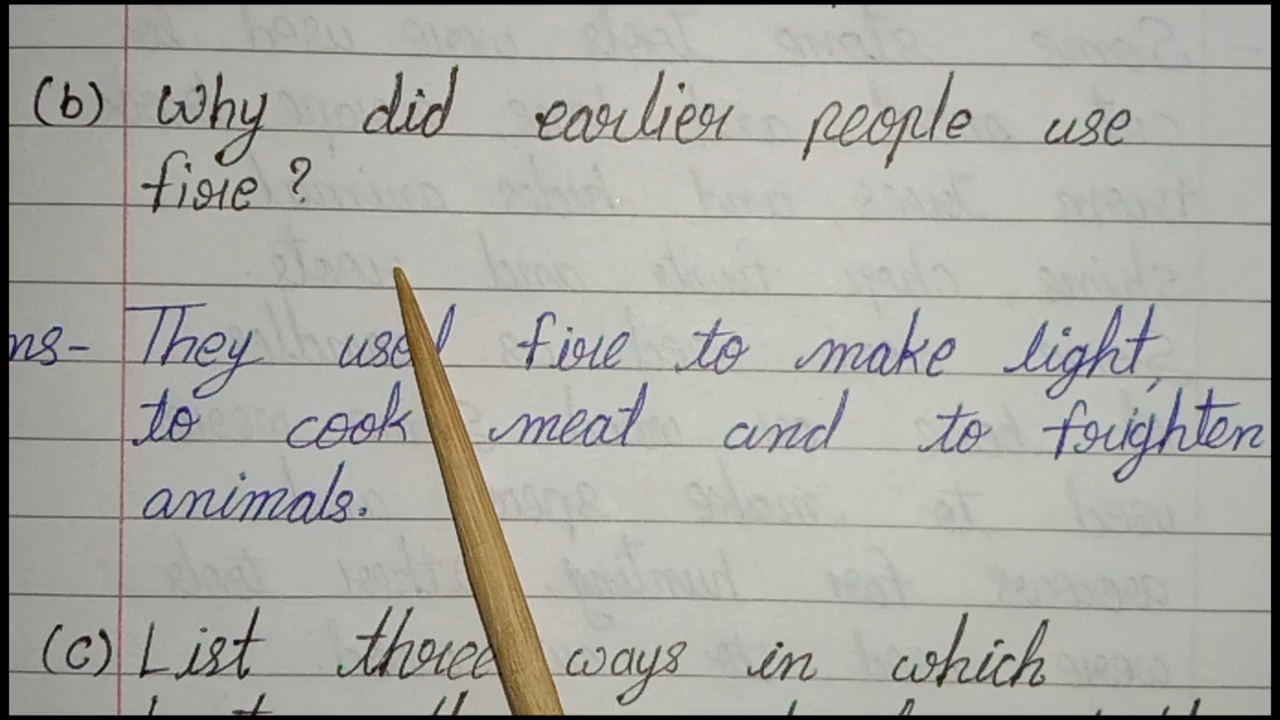 (b) Why did earlier people use
fire?
ns- They used fire to make light,
to cook meat and to frighten
animals.
(c) List three ways in which